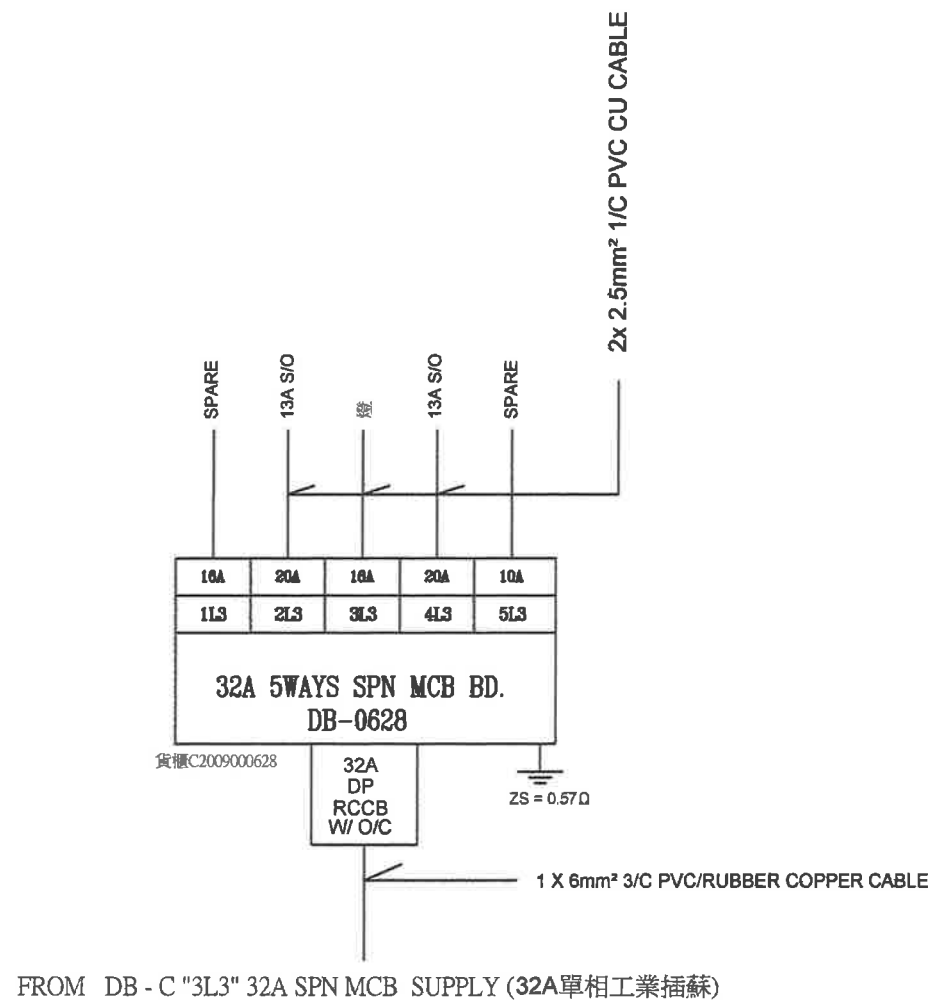 2x 2.5mm² 1/C PVC CU CABLE
SPARE
13A S/O
燈
13A S/O
SPARE
16A 20A 16A 20A 10A
1L3 2L3 3L3 4L3 5L3
32A 5WAYS SPN MCB BD.
DB-0628
貨櫃C2009000628
32A
DP
RCCB
W/ O/C
ZS = 0.57Ω
1 X 6mm² 3/C PVC/RUBBER COPPER CABLE
FROM DB - C "3L3" 32A SPN MCB SUPPLY (32A單相工業插蘇)